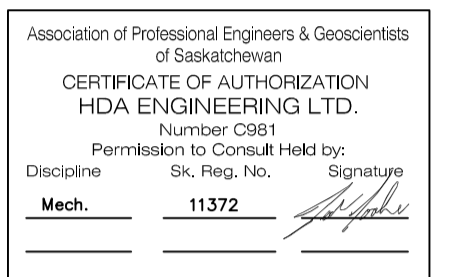 Association of Professional Engineers & Geoscientists
of Saskatchewan
CERTIFICATE OF AUTHORIZATION
HDA ENGINEERING LTD.
Number C981
Permission to Consult Held by:
Discipline Sk. Reg. No. Signature
Mech. 11372